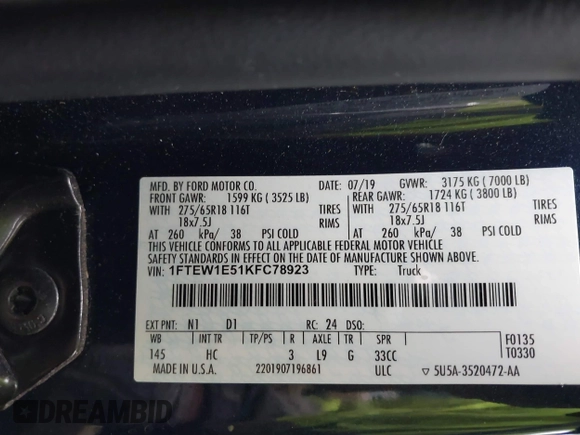 MFD. BY FORD MOTOR CO. DATE: 07/19 GVWR: 3175 KG ( 7000 LB)
FRONT GAWR: 1599 KG ( 3525 LB) REAR GAWR: 1724 KG ( 3800 LB)
WITH 275/65R18 116T TIRES WITH 275/65R18 116T TIRES
18x7.5J RIMS 18x7.5J RIMS
AT 260 kPa/ 38 PSI COLD AT 260 kPa/ 38 PSI COLD
THIS VEHICLE CONFORMS TO ALL APPLICABLE FEDERAL MOTOR VEHICLE
SAFETY STANDARDS IN EFFECT ON THE DATE OF MANUFACTURE SHOWN ABOVE.
VIN: 1FTEW1E51KFC78923 TYPE: Truck
EXT PNT: N1 D1 RC: 24 DSO:
WB INT TR TP/PS R AXLE TR SPR F0135
145 HC 3 L9 G 33CC T0330
MADE IN U.S.A. 2201907196861 ULC ▽ 5U5A-3520472-AA
DREAMBID.COM